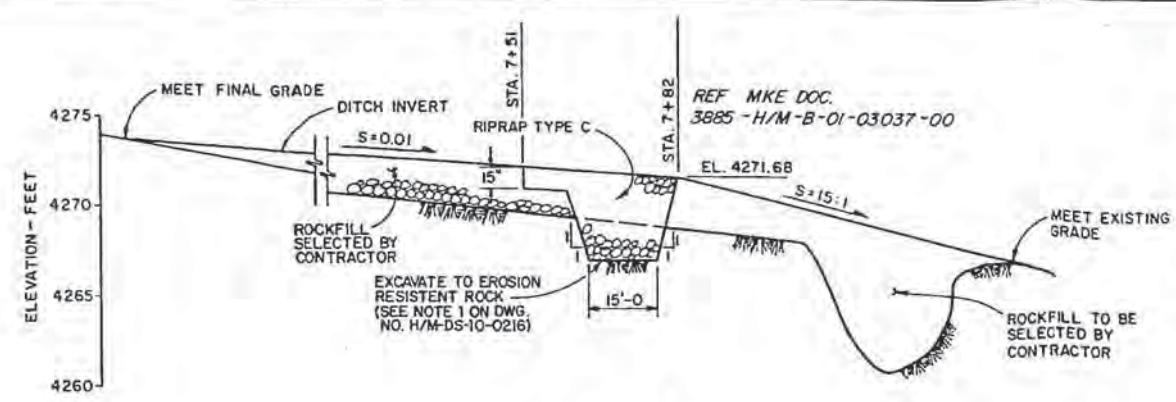 STA. 7+51
STA. 7+82
REF MKE DOC.
3885-H/M-B-01-03037-00
MEET FINAL GRADE
DITCH INVERT
4275
S=0.01
RIPRAP TYPE C
EL. 4271.68
15"
S=15:1
4270
ROCKFILL
SELECTED BY
CONTRACTOR
MEET EXISTING
GRADE
ELEVATION-FEET
1
1
1
1
EXCAVATE TO EROSION
RESISTENT ROCK
(SEE NOTE 1 ON DWG.
NO. H/M-DS-10-0216)
15'-0
4265
ROCKFILL TO BE
SELECTED BY
CONTRACTOR
4260